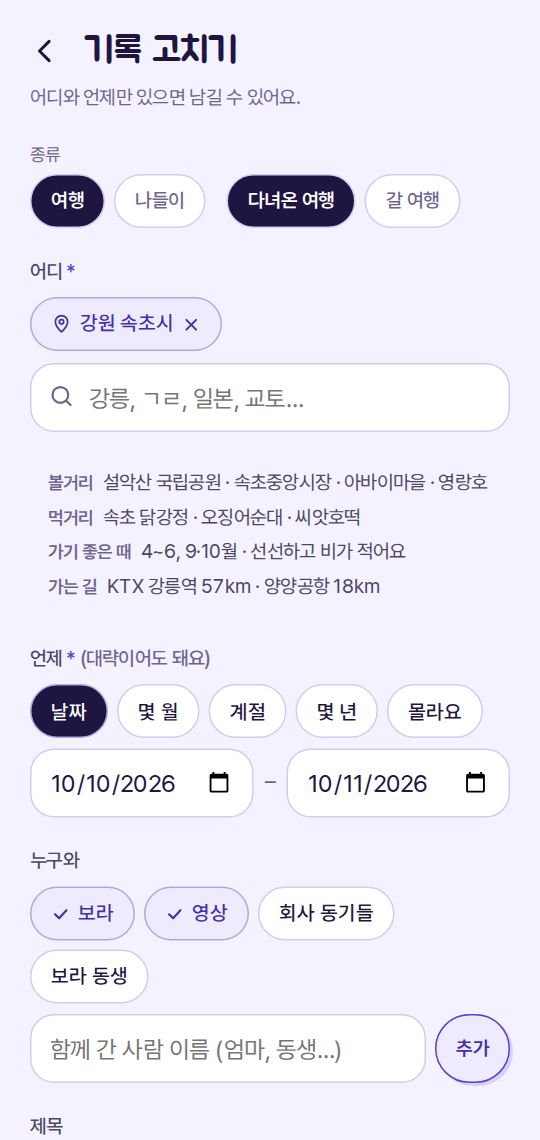 기록 고치기
어디와 언제만 있으면 남길 수 있어요.
종류
여행 나들이 다녀온 여행 갈 여행
어디 *
강원 속초시
강릉, ㄱㄹ, 일본, 교토...
볼거리 설악산 국립공원 · 속초중앙시장 · 아바이마을 · 영랑호
먹거리 속초 닭강정 · 오징어순대 · 씨앗호떡
가기 좋은 때 4~6, 9·10월 · 선선하고 비가 적어요
가는 길 KTX 강릉역 57km · 양양공항 18km
언제 * (대략이어도 돼요)
날짜 몇 월 계절 몇 년 몰라요
10/10/2026 – 10/11/2026
누구와
보라 영상 회사 동기들
보라 동생
함께 간 사람 이름 (엄마, 동생...) 추가
제목